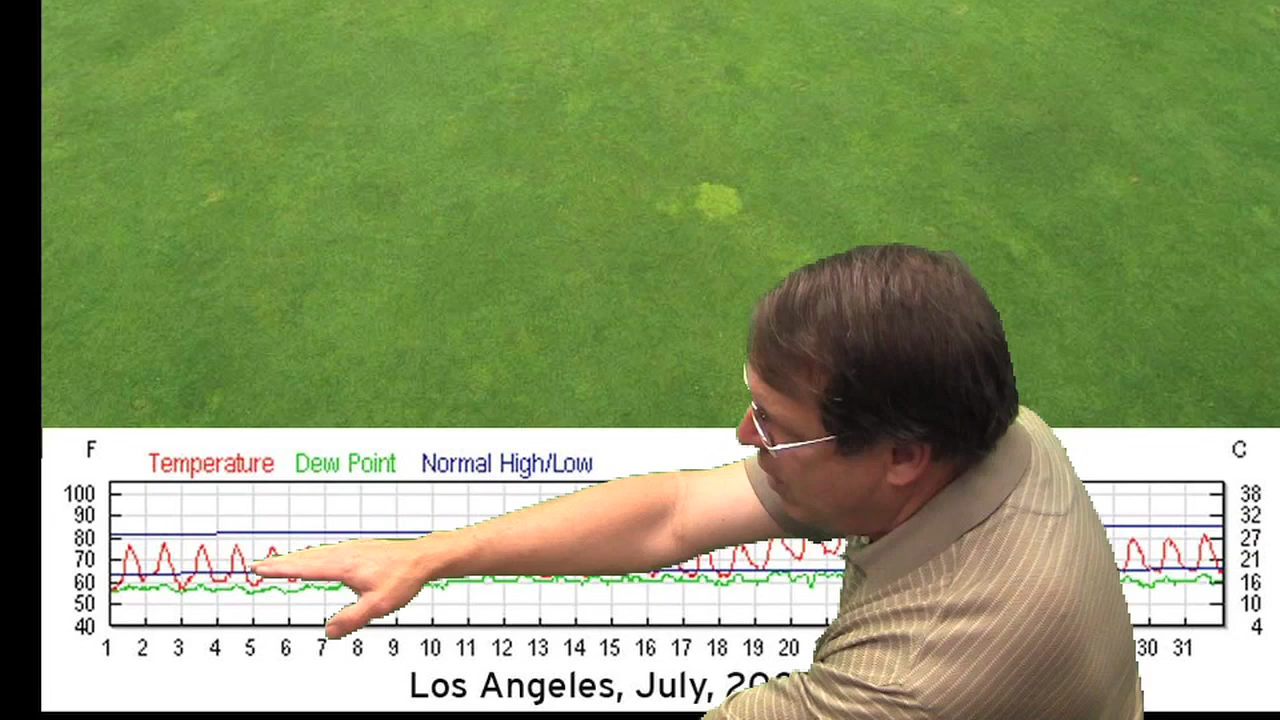 F C
Temperature Dew Point Normal High/Low
100 38
90 32
80 27
70 21
60 16
50 10
40 4
1 2 3 4 5 6 7 8 9 10 11 12 13 14 15 16 17 18 19 20 30 31
Los Angeles, July,